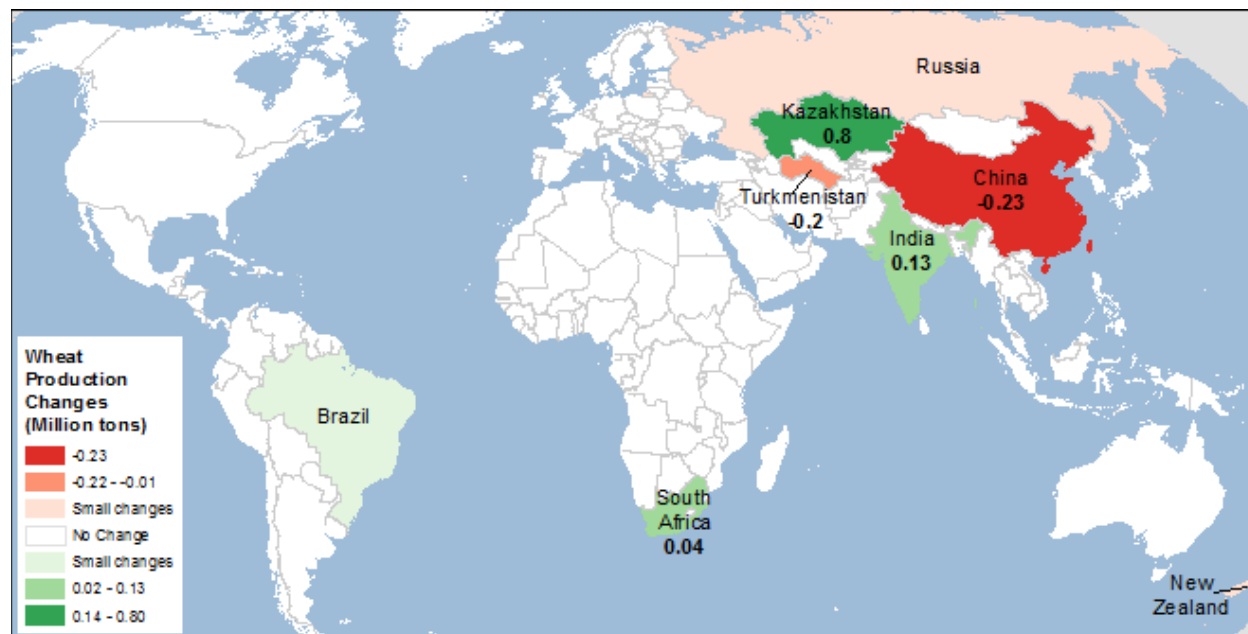 Russia
Kazakhstan
0.8
China
-0.23
Turkmenistan
-0.2
India
0.13
Brazil
South
Africa
0.04
New
Zealand
Wheat
Production
Changes
(Million tons)
-0.23
-0.22 - -0.01
Small changes
No Change
Small changes
0.02 - 0.13
0.14 - 0.80